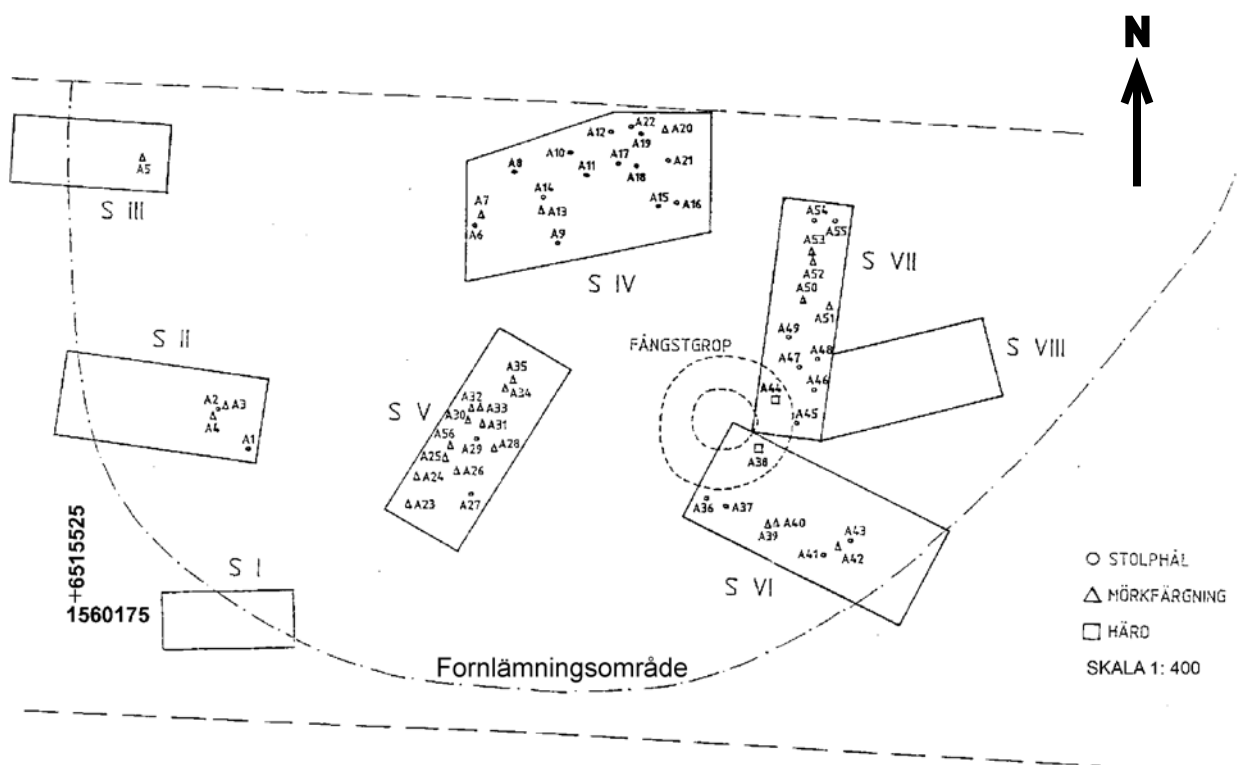 N
A22
A12
A20
A19
A10
A17
A21
A8
A11
A18
A5
A14
A7
A13
A15
A16
A6
A9
S III
S IV
A54
A55
A53
A52
S VII
A50
A51
A49
FÅNGSTGROP
A48
A47
S VIII
S II
A35
A44
A46
A32
A34
A2
A3
A33
A30
A31
A45
S V
A4
A56
A1
A29
A28
A25
A38
A24
A26
A23
A27
A36
A37
A40
A39
A43
A41
A42
S I
S VI
+6515525
1560175
Fornlämningsområde
STOLPHÅL
MÖRKFÄRGNING
HÄRD
SKALA 1: 400